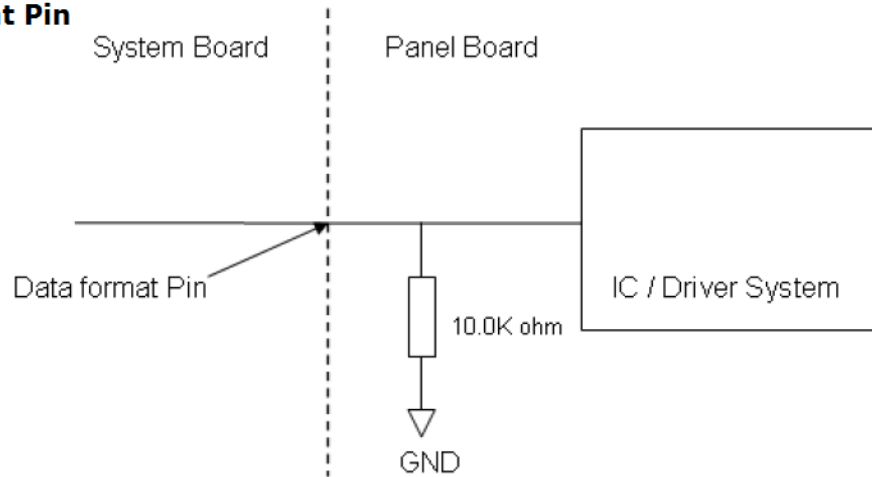 Pin
System Board
Panel Board
Data format Pin
IC / Driver System
10.0K ohm
GND